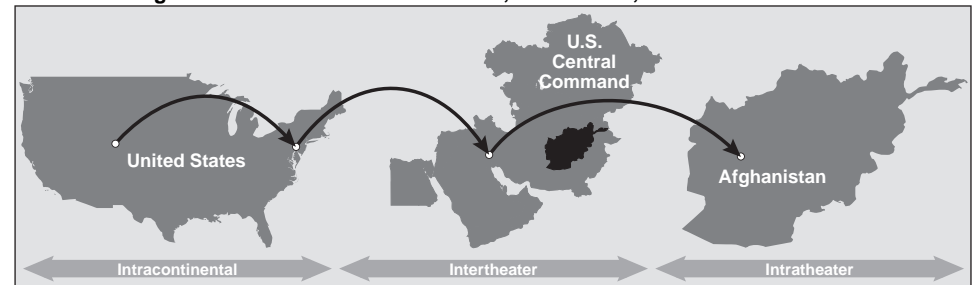 U.S.
Central
Command
United States
Afghanistan
Intracontinental
Intertheater
Intratheater